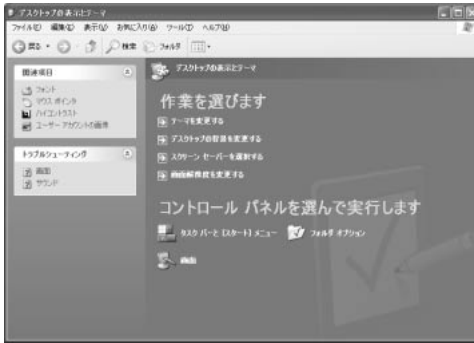 デスクトップの表示とテーマ
ファイル(F) 編集(E) 表示(V) お気に入り(A) ツール(T) ヘルプ(H)
戻る 検索 フォルダ
関連項目
フォント
マウス ポインタ
ハイコントラスト
ユーザー アカウントの画像
トラブルシューティング
画面
サウンド
デスクトップの表示とテーマ
作業を選びます
テーマを変更する
デスクトップの背景を変更する
スクリーン セーバーを選択する
画面解像度を変更する
コントロール パネルを選んで実行します
タスク バーと [スタート] メニュー フォルダ オプション
画面